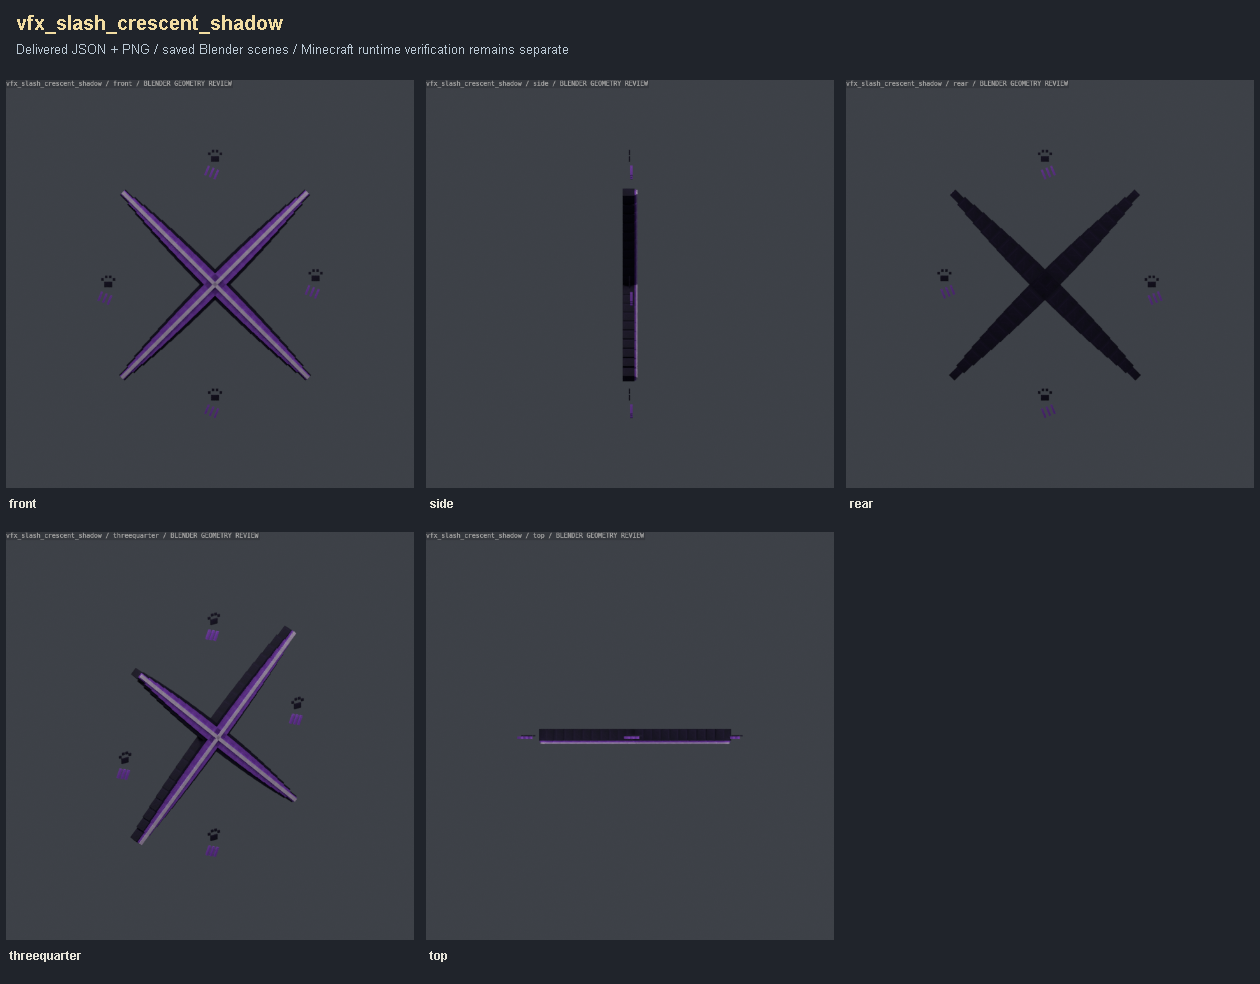 vfx_slash_crescent_shadow
Delivered JSON + PNG / saved Blender scenes / Minecraft runtime verification remains separate
vfx_slash_crescent_shadow / front / BLENDER GEOMETRY REVIEW
vfx_slash_crescent_shadow / side / BLENDER GEOMETRY REVIEW
vfx_slash_crescent_shadow / rear / BLENDER GEOMETRY REVIEW
front
side
rear
vfx_slash_crescent_shadow / threequarter / BLENDER GEOMETRY REVIEW
vfx_slash_crescent_shadow / top / BLENDER GEOMETRY REVIEW
threequarter
top